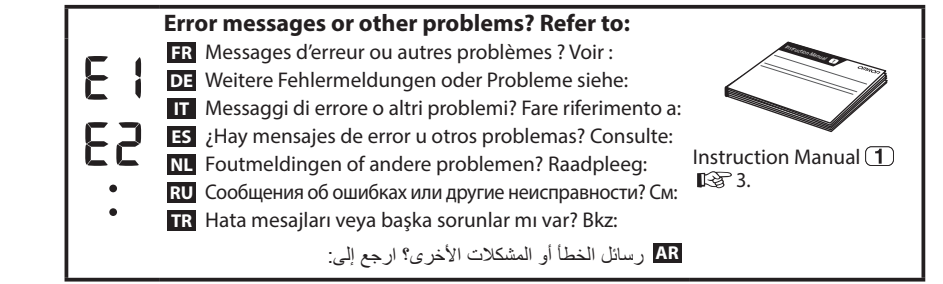 Error messages or other problems? Refer to:
FR Messages d'erreur ou autres problèmes ? Voir :
DE Weitere Fehlermeldungen oder Probleme siehe:
IT Messaggi di errore o altri problemi? Fare riferimento a:
ES ¿Hay mensajes de error u otros problemas? Consulte:
NL Foutmeldingen of andere problemen? Raadpleeg:
RU Сообщения об ошибках или другие неисправности? См:
TR Hata mesajları veya başka sorunlar mı var? Bkz:
AR رسائل الخطأ أو المشكلات الأخرى؟ ارجع إلى:
E1
E2
Instruction Manual 1
OMRON
Instruction Manual 1
☞ 3.